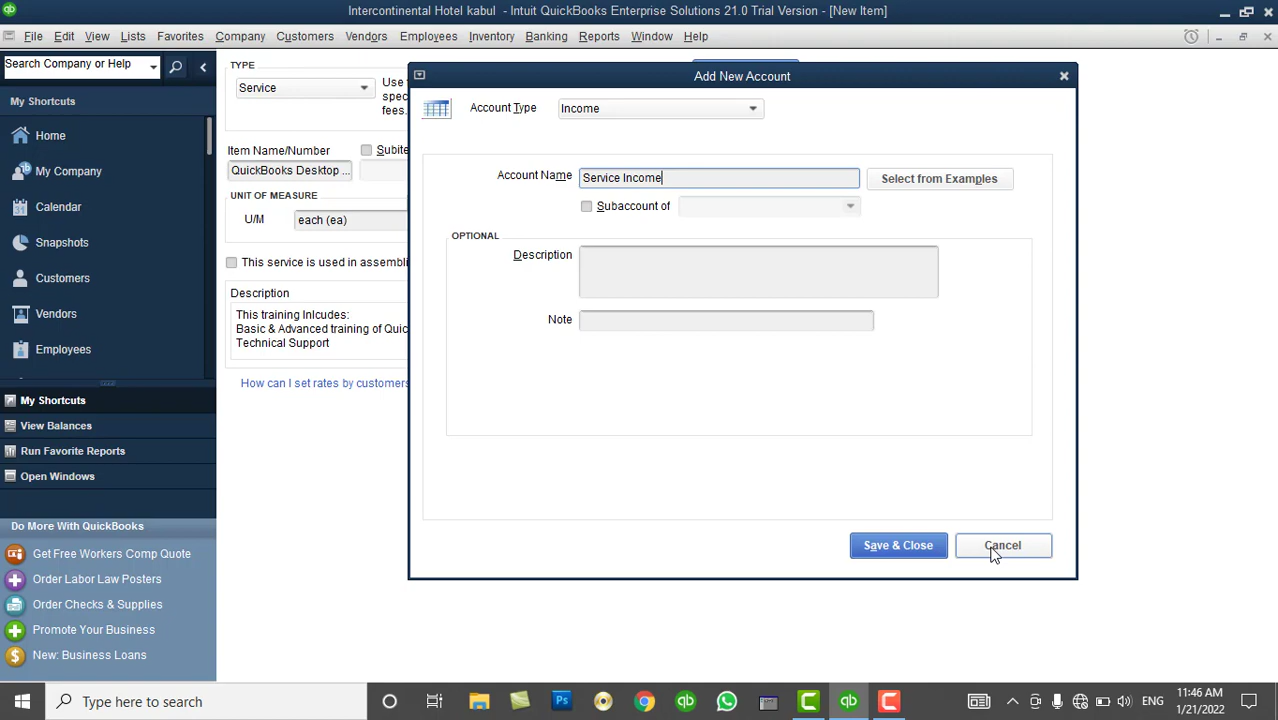 Intercontinental Hotel kabul - Intuit QuickBooks Enterprise Solutions 21.0 Trial Version - [New Item]
File Edit View Lists Favorites Company Customers Vendors Employees Inventory Banking Reports Window Help
Search Company or Help
My Shortcuts
Home
My Company
Calendar
Snapshots
Customers
Vendors
Employees
My Shortcuts
View Balances
Run Favorite Reports
Open Windows
Do More With QuickBooks
Get Free Workers Comp Quote
Order Labor Law Posters
Order Checks & Supplies
Promote Your Business
New: Business Loans
TYPE
Service
Use
spec
fees.
Item Name/Number
Subite
QuickBooks Desktop ...
UNIT OF MEASURE
U/M
each (ea)
This service is used in assembli
Description
This training Inlcudes:
Basic & Advanced training of Quic
Technical Support
How can I set rates by customers
Add New Account
Account Type
Income
Account Name
Service Income
Select from Examples
Subaccount of
OPTIONAL
Description
Note
Save & Close
Cancel
Type here to search
Ps
ENG
11:46 AM
1/21/2022